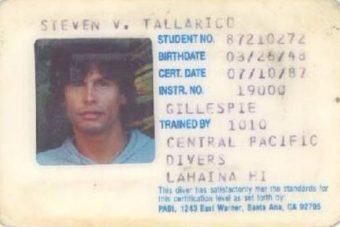 STEVEN V. TALLARICO
STUDENT NO. 87210272
BIRTHDATE 03/26/48
CERT. DATE 07/10/87
INSTR. NO. 19000
GILLESPIE
TRAINED BY 1010
CENTRAL PACIFIC
DIVERS
LAHAINA HI
This diver has satisfactorily met the standards for
this certification level as set forth by:
PADI, 1243 East Warner, Santa Ana, CA 92705